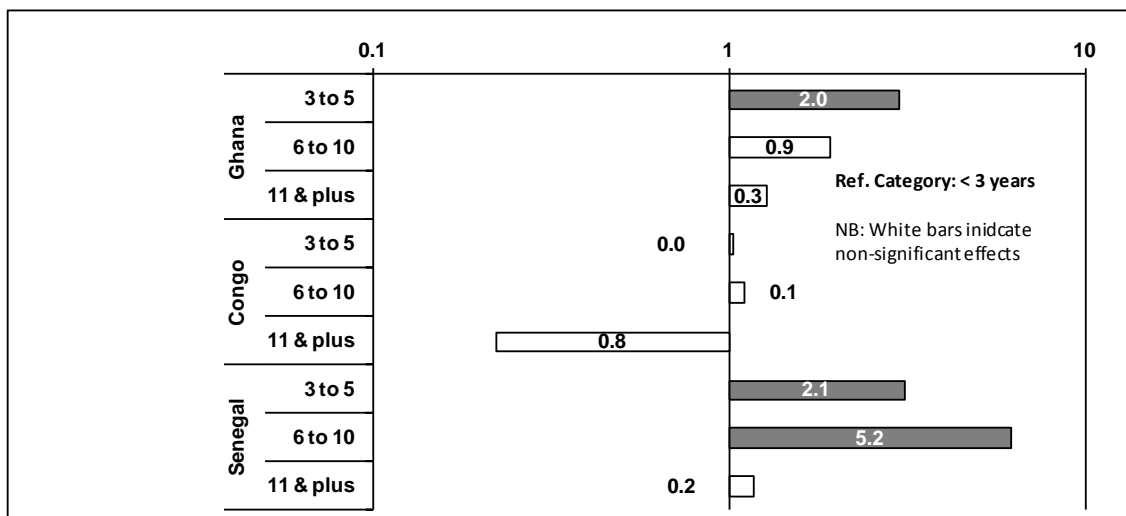 0.1 1 10
Ghana
3 to 5 2.0
6 to 10 0.9
11 & plus 0.3
Ref. Category: < 3 years
NB: White bars inidcate
non-significant effects
Congo
3 to 5 0.0
6 to 10 0.1
11 & plus 0.8
Senegal
3 to 5 2.1
6 to 10 5.2
11 & plus 0.2